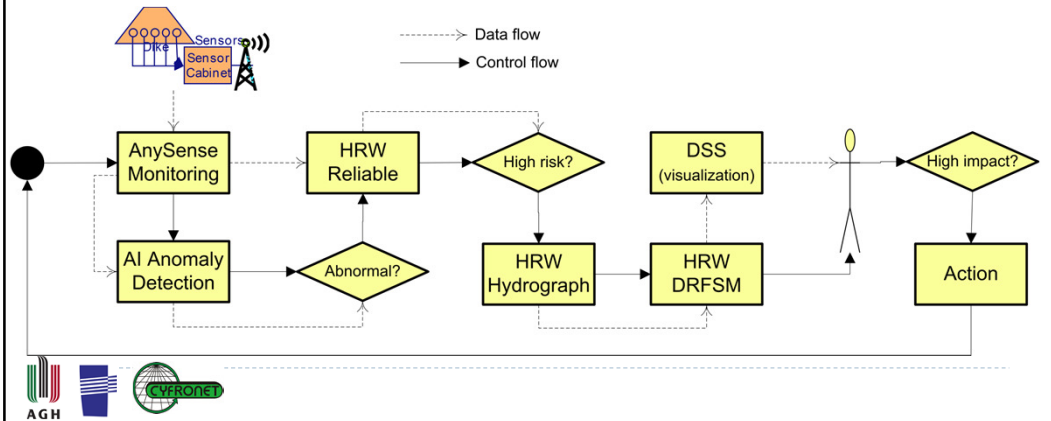 Dike
Sensors
Sensor
Cabinet
Data flow
Control flow
AnySense
Monitoring
HRW
Reliable
High risk?
DSS
(visualization)
High impact?
AI Anomaly
Detection
Abnormal?
HRW
Hydrograph
HRW
DRFSM
Action
AGH
CYFRONET